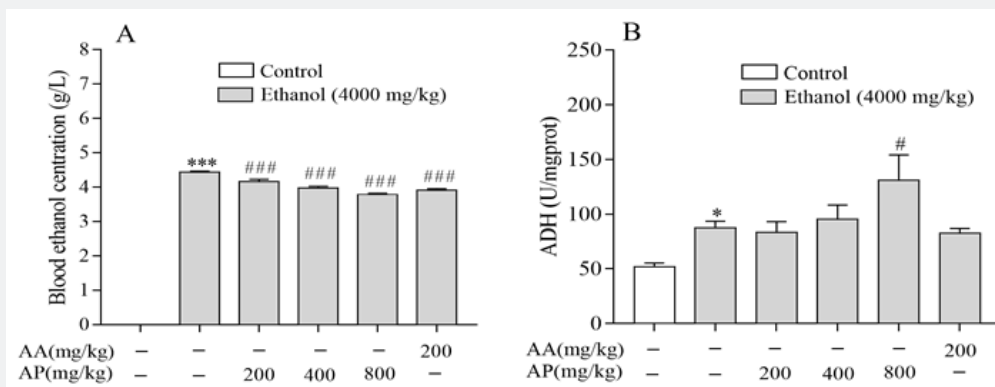 A
Blood ethanol centration (g/L)
8
7
6
5
4
3
2
1
0
Control
Ethanol (4000 mg/kg)
*** ### ### ### ###
AA(mg/kg) – – – – – 200
AP(mg/kg) – – 200 400 800 –
B
ADH (U/mgprot)
250
200
150
100
50
0
Control
Ethanol (4000 mg/kg)
* #
AA(mg/kg) – – – – – 200
AP(mg/kg) – – 200 400 800 –